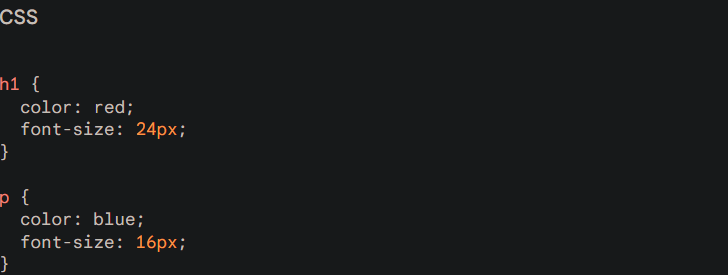 CSS
h1 {
  color: red;
  font-size: 24px;
}
p {
  color: blue;
  font-size: 16px;
}